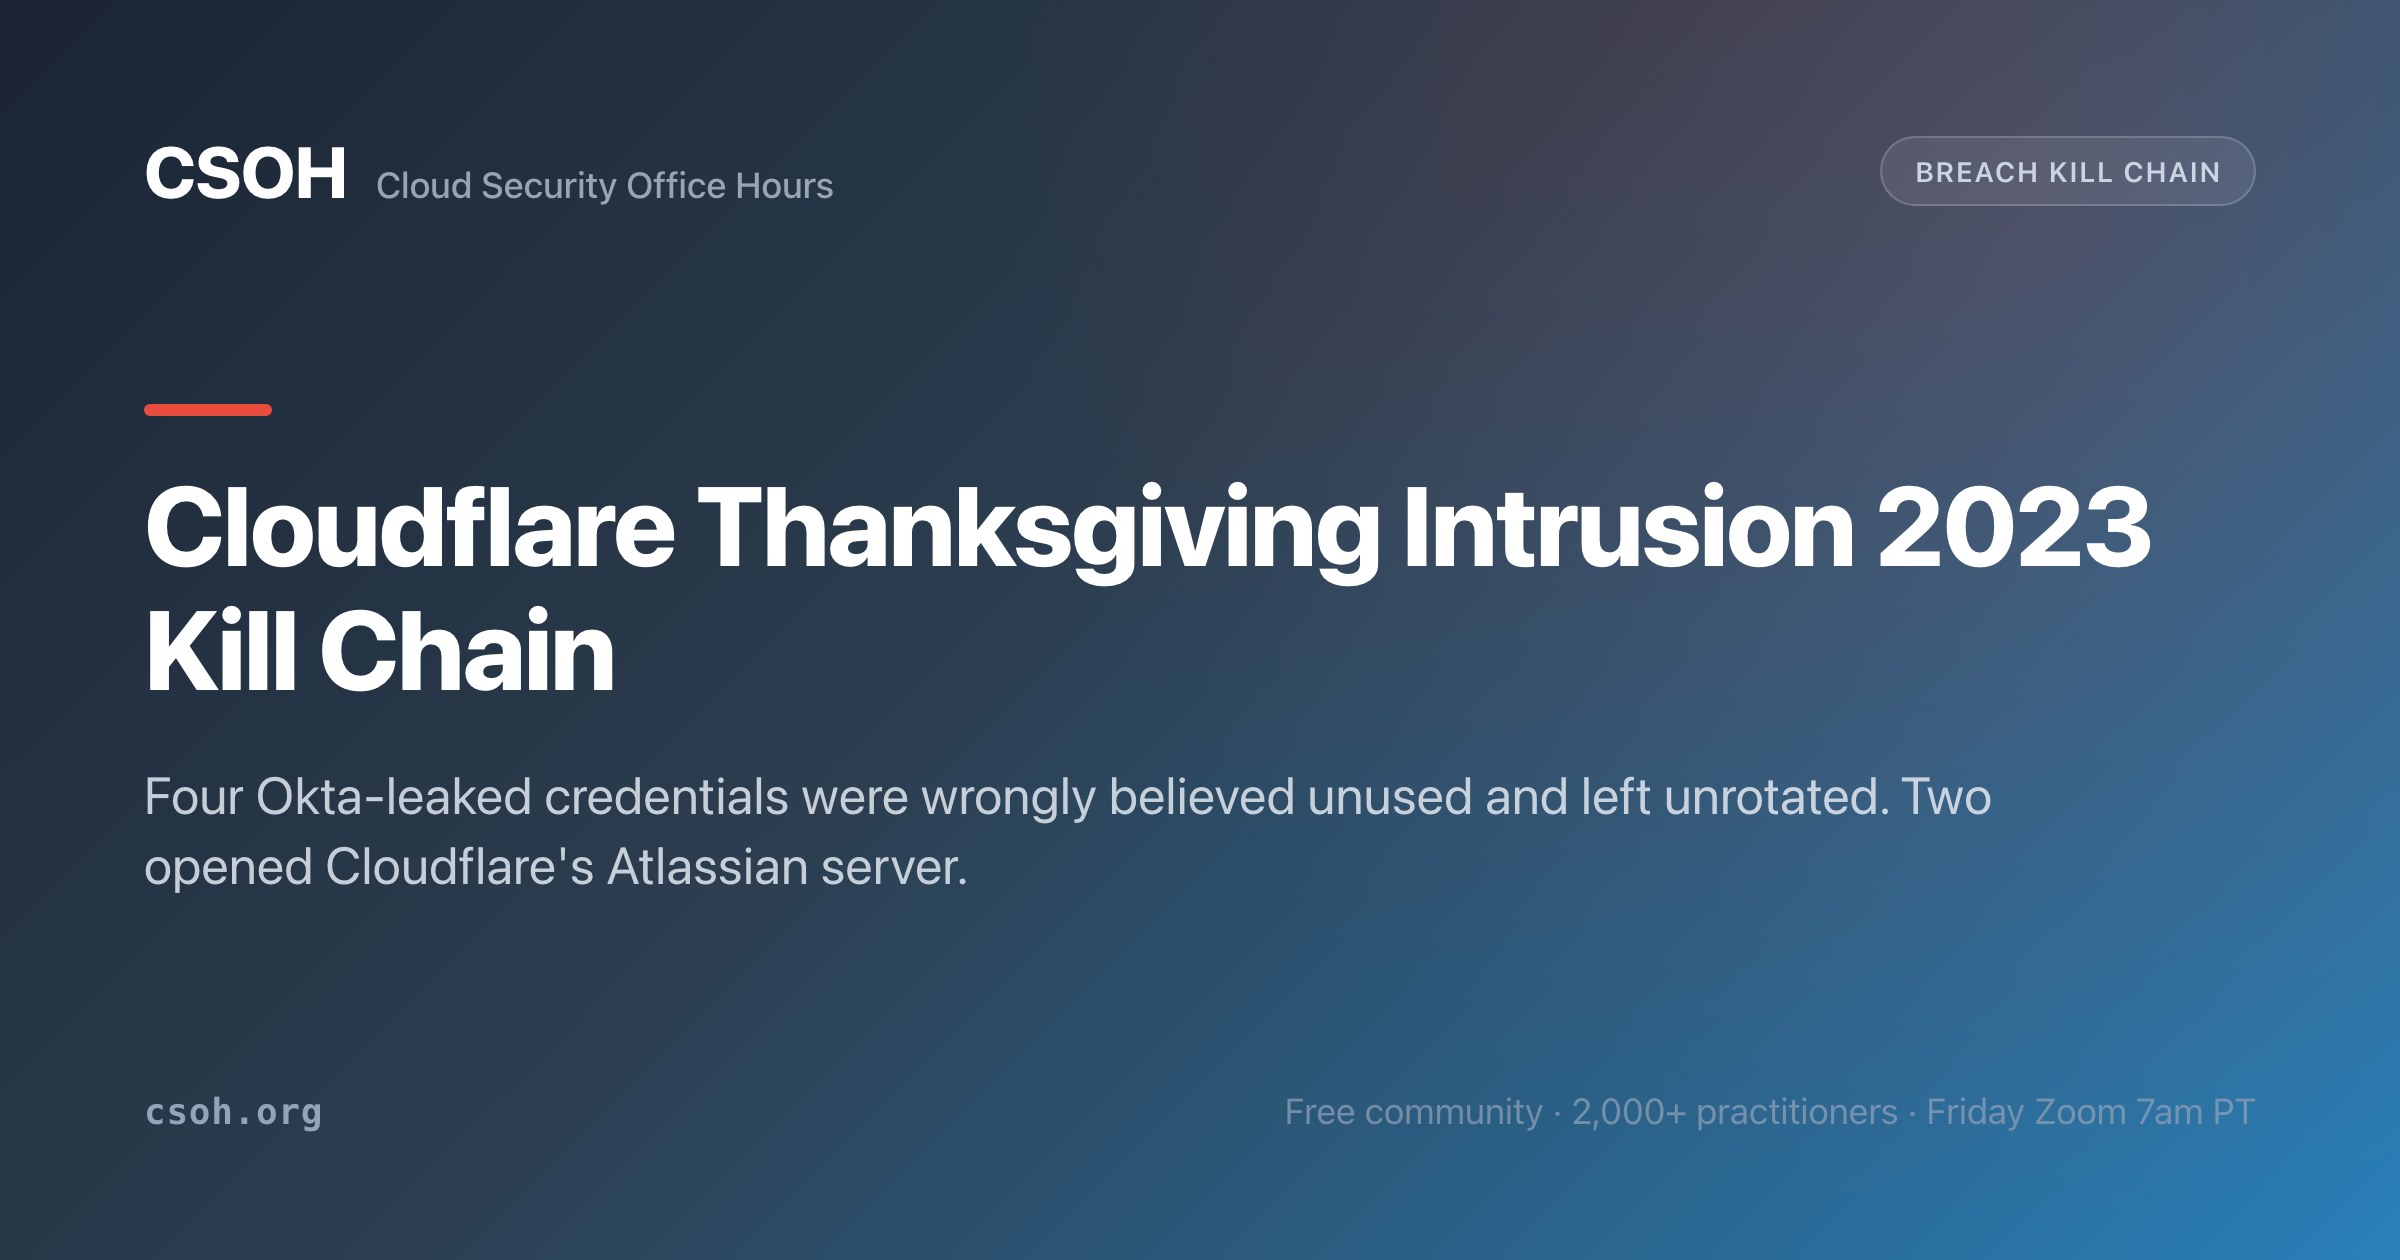 CSOH Cloud Security Office Hours
BREACH KILL CHAIN
Cloudflare Thanksgiving Intrusion 2023
Kill Chain
Four Okta-leaked credentials were wrongly believed unused and left unrotated. Two
opened Cloudflare's Atlassian server.
csoh.org
Free community · 2,000+ practitioners · Friday Zoom 7am PT